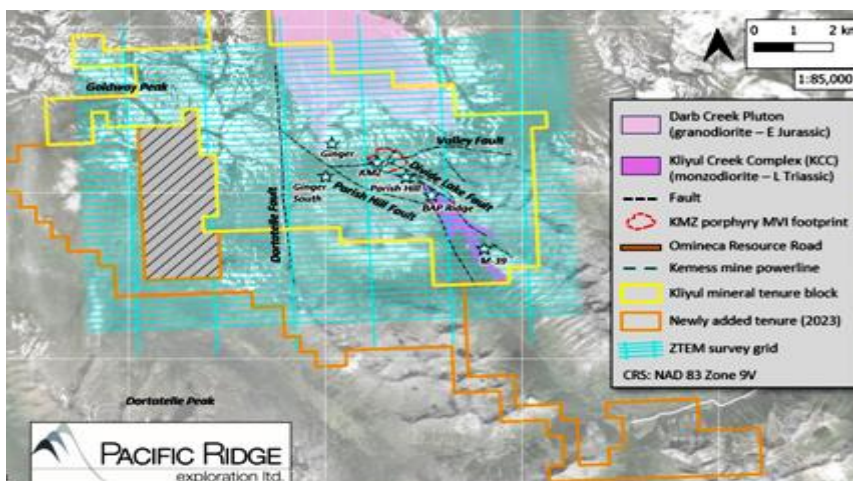 0 1 2 km
1:85,000
Goldway Peak
Darb Creek Pluton
(granodiorite – E Jurassic)
Kliyul Creek Complex (KCC)
(monzodiorite – L Triassic)
Fault
KMZ porphyry MVI footprint
Omineca Resource Road
Kemess mine powerline
Kliyul mineral tenure block
Newly added tenure (2023)
ZTEM survey grid
CRS: NAD 83 Zone 9V
Valley Fault
Ginger
KMZ
Divide Lake Fault
Ginger
South
Parish Hill
Parish Hill Fault
BAP Ridge
Dortatelle Fault
M-39
Dortatelle Peak
PACIFIC RIDGE
exploration ltd.